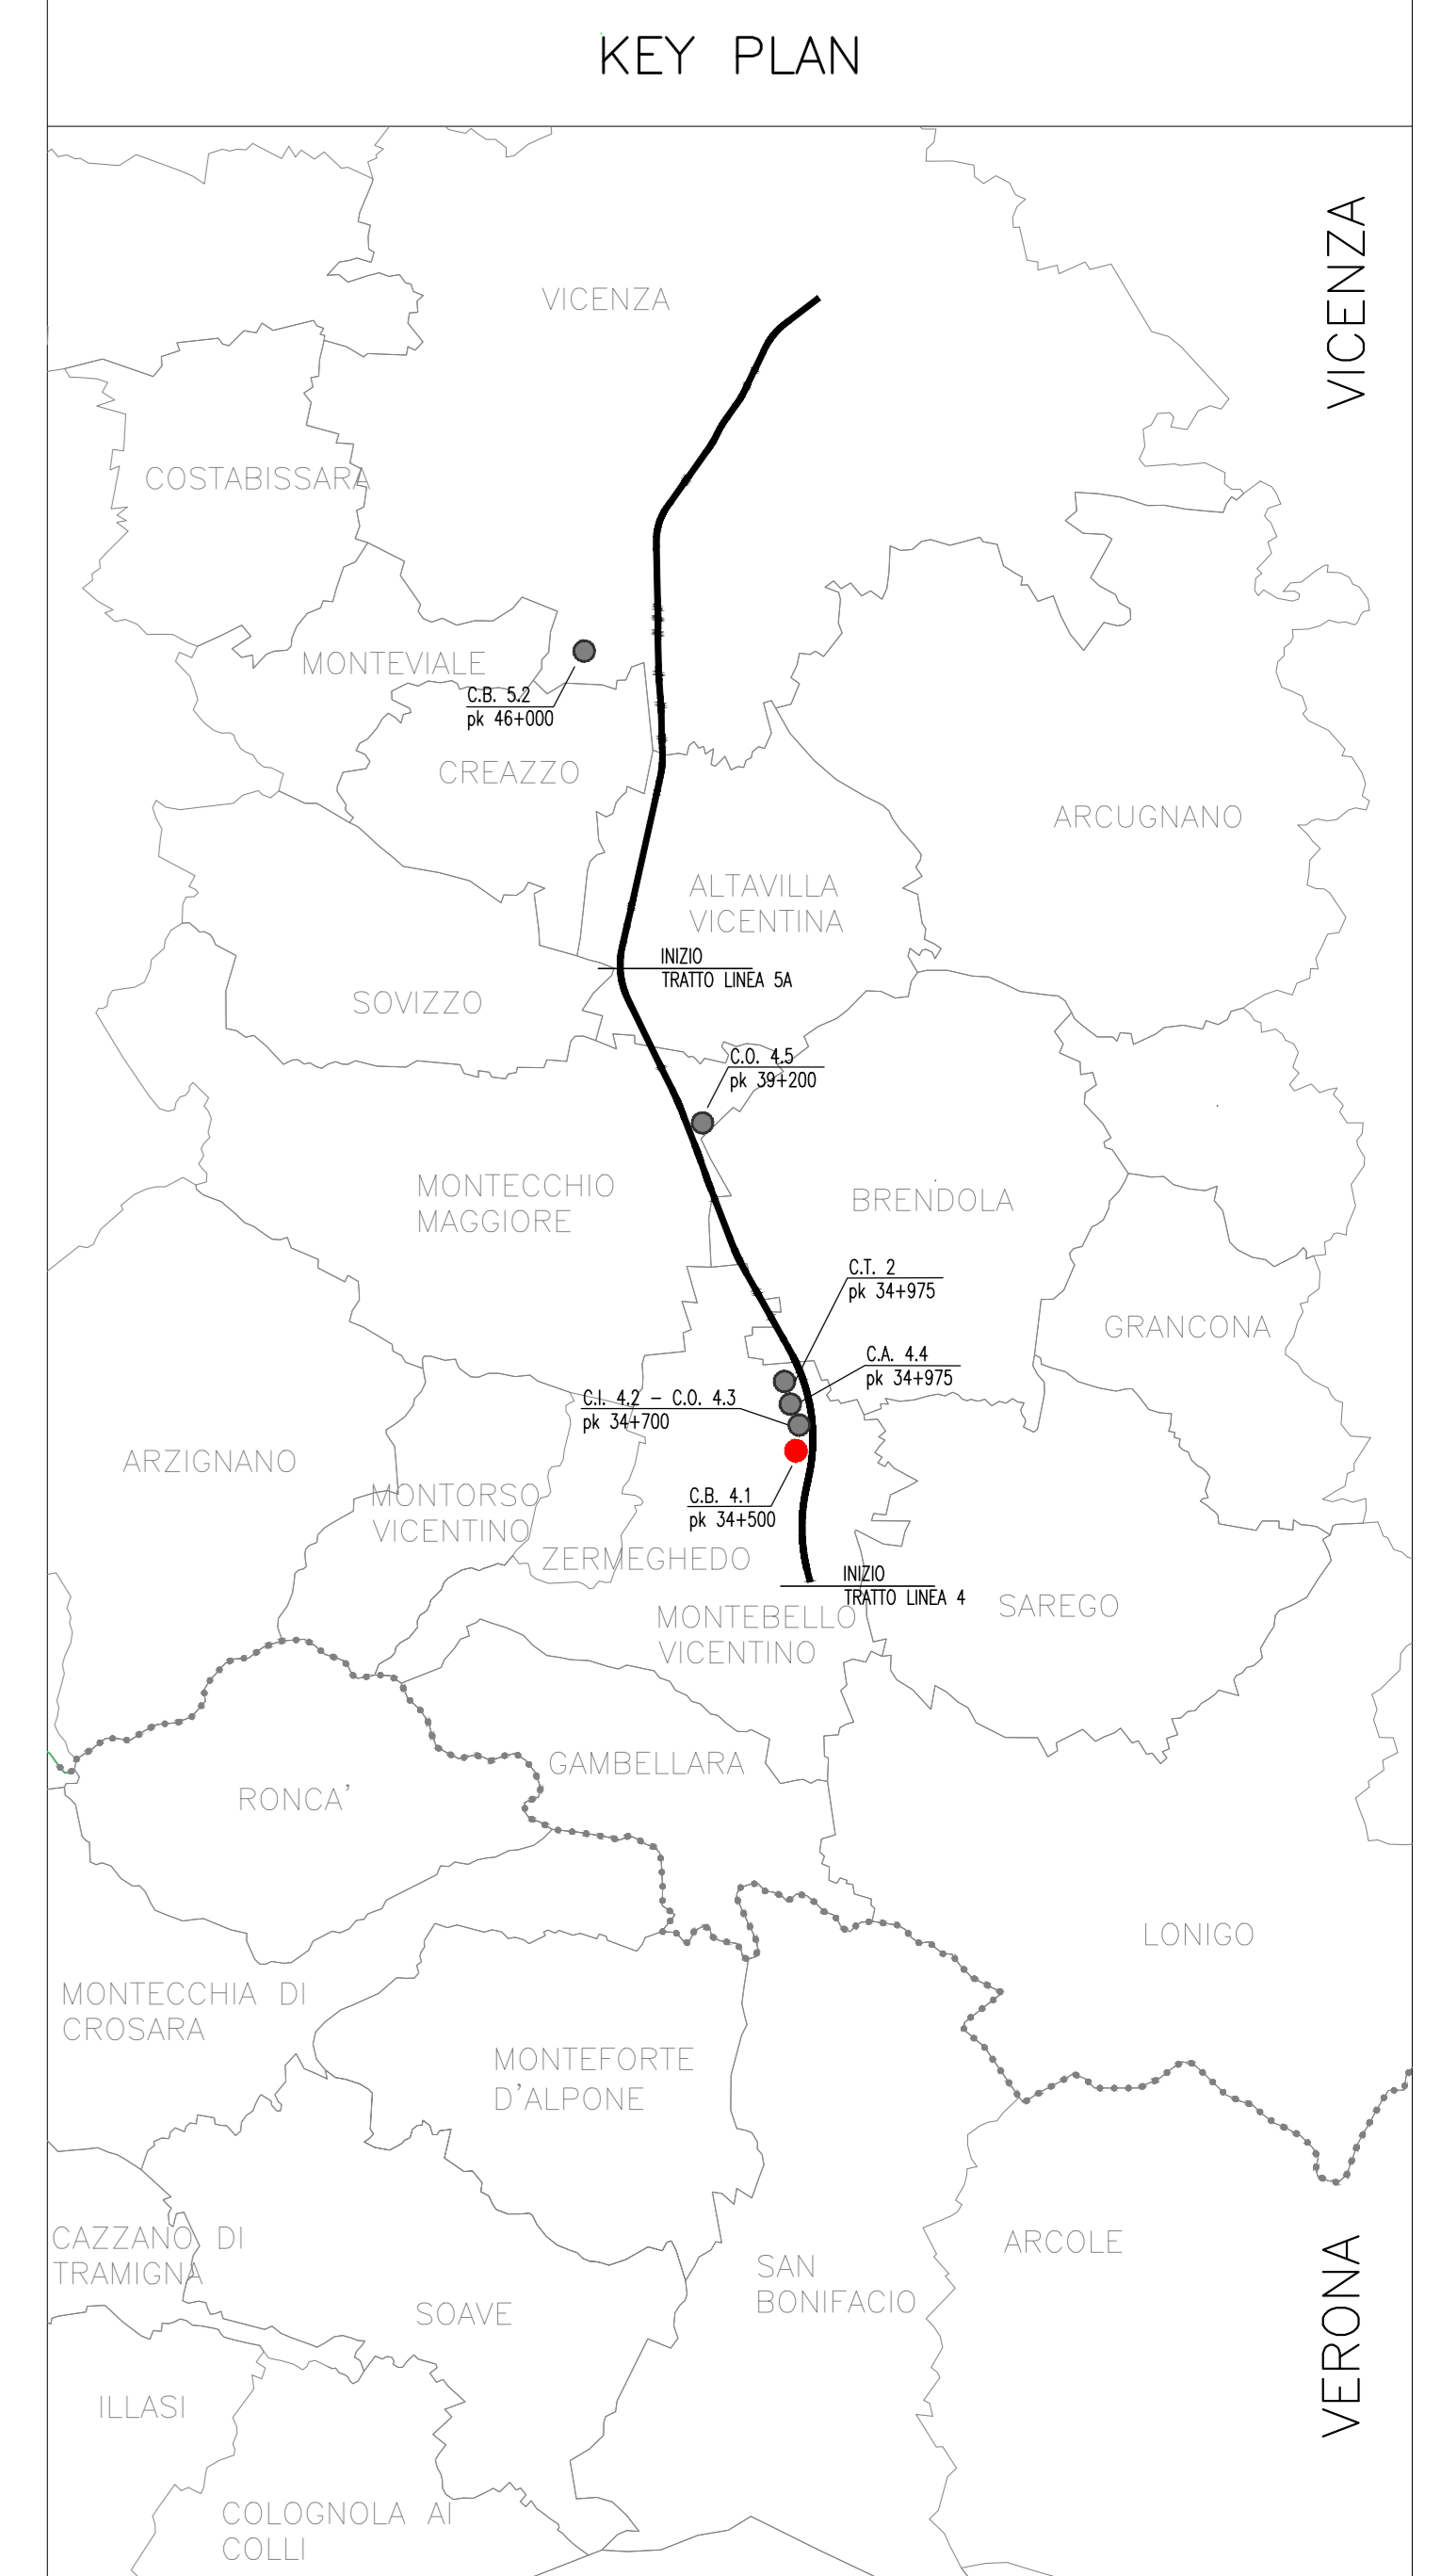 KEY PLAN
VICENZA
VICENZA
COSTABISSARA
MONTEVIALE
C.B. 5.2
pk 46+000
CREAZZO
ARCUGNANO
ALTAVILLA
VICENTINA
INIZIO
TRATTO LINEA 5A
SOVIZZO
C.O. 4.5
pk 39+200
MONTECCHIO
MAGGIORE
BRENDOLA
C.T. 2
pk 34+975
GRANCONA
C.A. 4.4
pk 34+975
C.I. 4.2 - C.O. 4.3
pk 34+700
ARZIGNANO
MONTORSO
VICENTINO
C.B. 4.1
pk 34+500
ZERMEGHEDO
INIZIO
TRATTO LINEA 4
SAREGO
MONTEBELLO
VICENTINO
GAMBELLARA
RONCA'
LONIGO
MONTECCHIA DI
CROSARA
MONTEFORTE
D'ALPONE
CAZZANO DI
TRAMIGNA
ARCOLE
SAN
BONIFACIO
SOAVE
VERONA
ILLASI
COLOGNOLA AI
COLLI